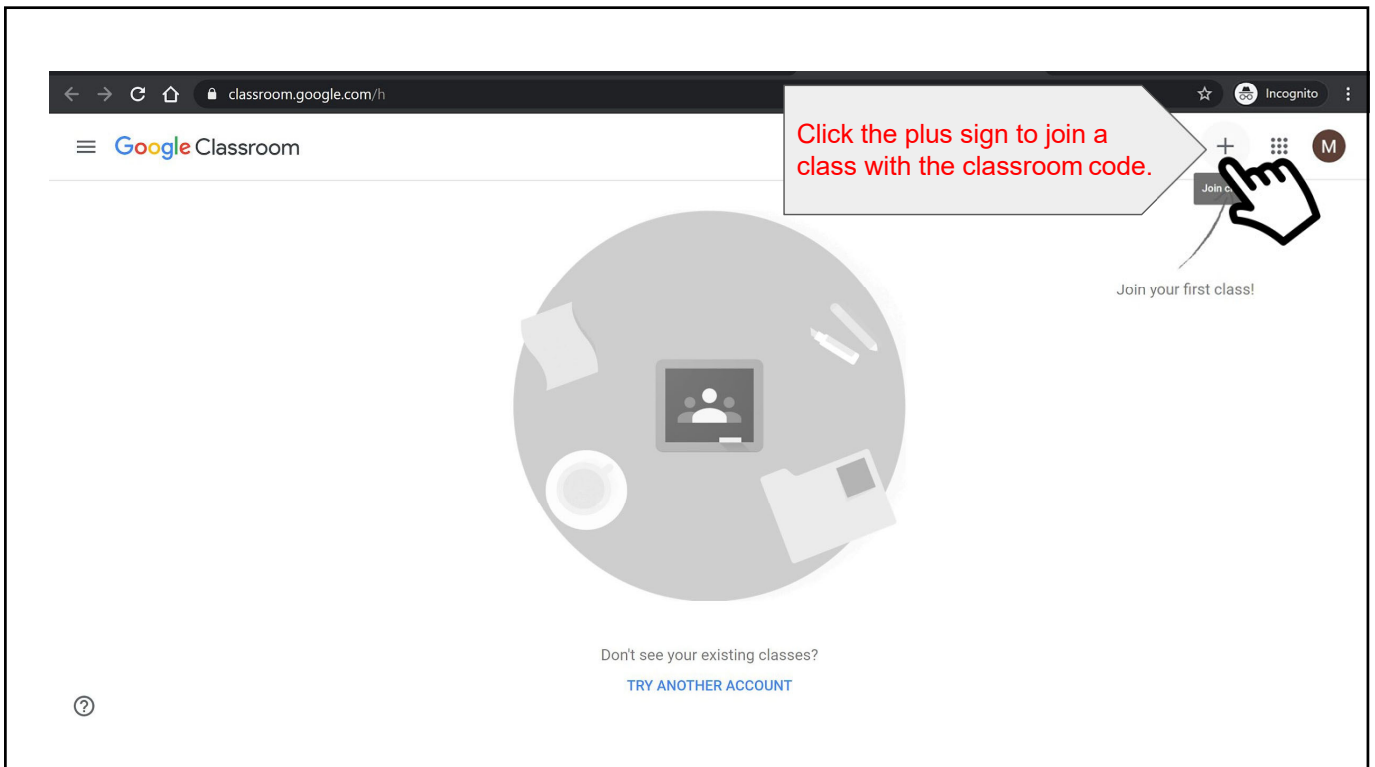 classroom.google.com/h
Incognito
Google Classroom
Click the plus sign to join a
class with the classroom code.
M
Join
Join your first class!
Don't see your existing classes?
TRY ANOTHER ACCOUNT
?